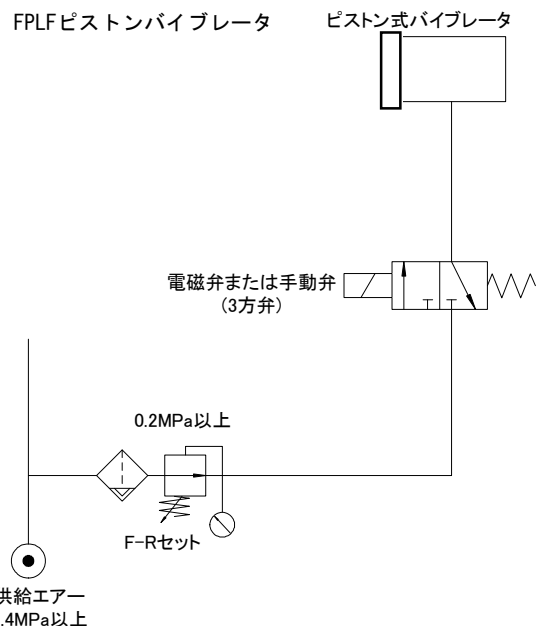 FPLFピストンバイブレータ
ピストン式バイブレータ
電磁弁または手動弁
(3方弁)
0.2MPa以上
F-Rセット
供給エアー
.4MPa以上